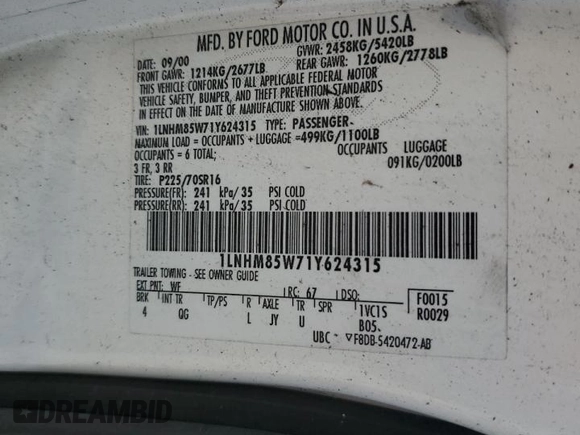 MFD. BY FORD MOTOR CO. IN U.S.A.
DATE: 09/00 GVWR: 2458KG/5420LB
FRONT GAWR: 1214KG/2677LB REAR GAWR: 1260KG/2778LB
THIS VEHICLE CONFORMS TO ALL APPLICABLE FEDERAL MOTOR
VEHICLE SAFETY, BUMPER, AND THEFT PREVENTION STANDARDS
IN EFFECT ON THE DATE OF MANUFACTURE SHOWN ABOVE.
VIN: 1LNHM85W71Y624315 TYPE: PASSENGER
MAXIMUM LOAD = OCCUPANTS + LUGGAGE = 499KG/1100LB
OCCUPANTS = 6 TOTAL; OCCUPANTS LUGGAGE
3 FR, 3 RR 091KG/0200LB
TIRE: P225/70SR16
PRESSURE(FR) 241 kPa/ 35 PSI COLD
PRESSURE(RR) 241 kPa/ 35 PSI COLD
1LNHM85W71Y624315
TRAILER TOWING - SEE OWNER GUIDE
EXT PNT: WF RC: 67 DSO: F0015
BRK INT TR TP/PS R AXLE TR SPR 1VC1S R0029
4 QG L JY U B05
UBC ▽F8DB-5420472-AB
DREAMBID